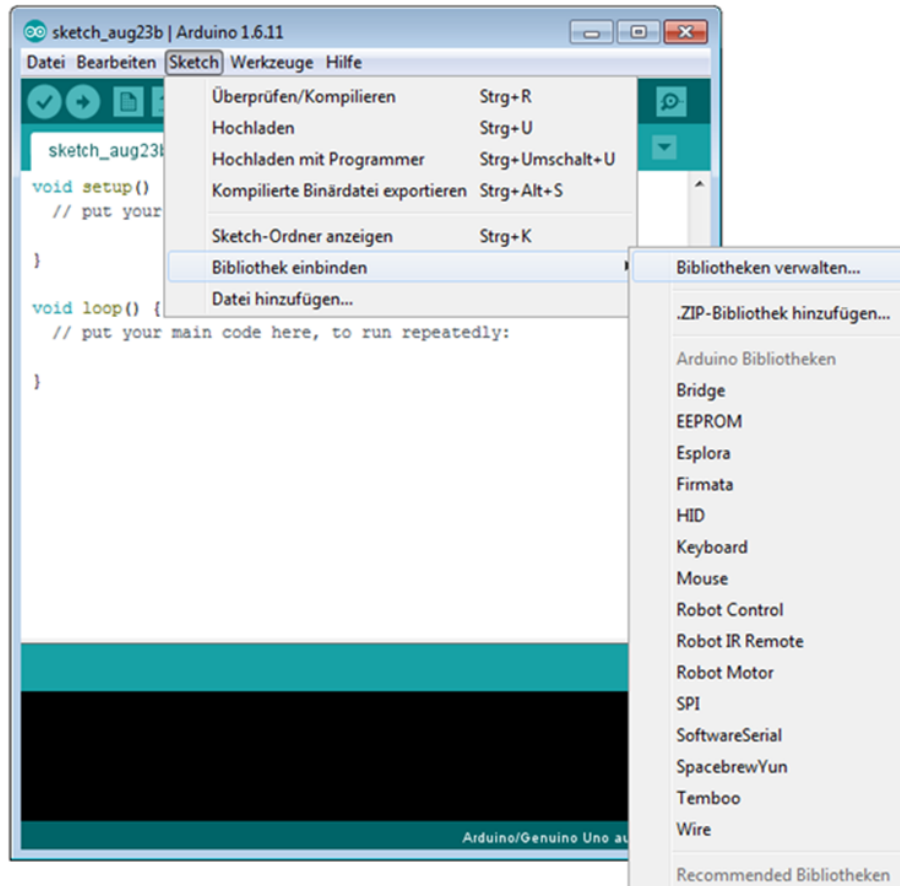 sketch_aug23b | Arduino 1.6.11
Datei Bearbeiten Sketch Werkzeuge Hilfe
Überprüfen/Kompilieren Strg+R
Hochladen Strg+U
Hochladen mit Programmer Strg+Umschalt+U
Kompilierte Binärdatei exportieren Strg+Alt+S
Sketch-Ordner anzeigen Strg+K
Bibliothek einbinden
Datei hinzufügen...
sketch_aug23b
void setup()
// put your
}
void loop() {
// put your main code here, to run repeatedly:
}
Bibliotheken verwalten...
.ZIP-Bibliothek hinzufügen...
Arduino Bibliotheken
Bridge
EEPROM
Esplora
Firmata
HID
Keyboard
Mouse
Robot Control
Robot IR Remote
Robot Motor
SPI
SoftwareSerial
SpacebrewYun
Temboo
Wire
Recommended Bibliotheken
Arduino/Genuino Uno au